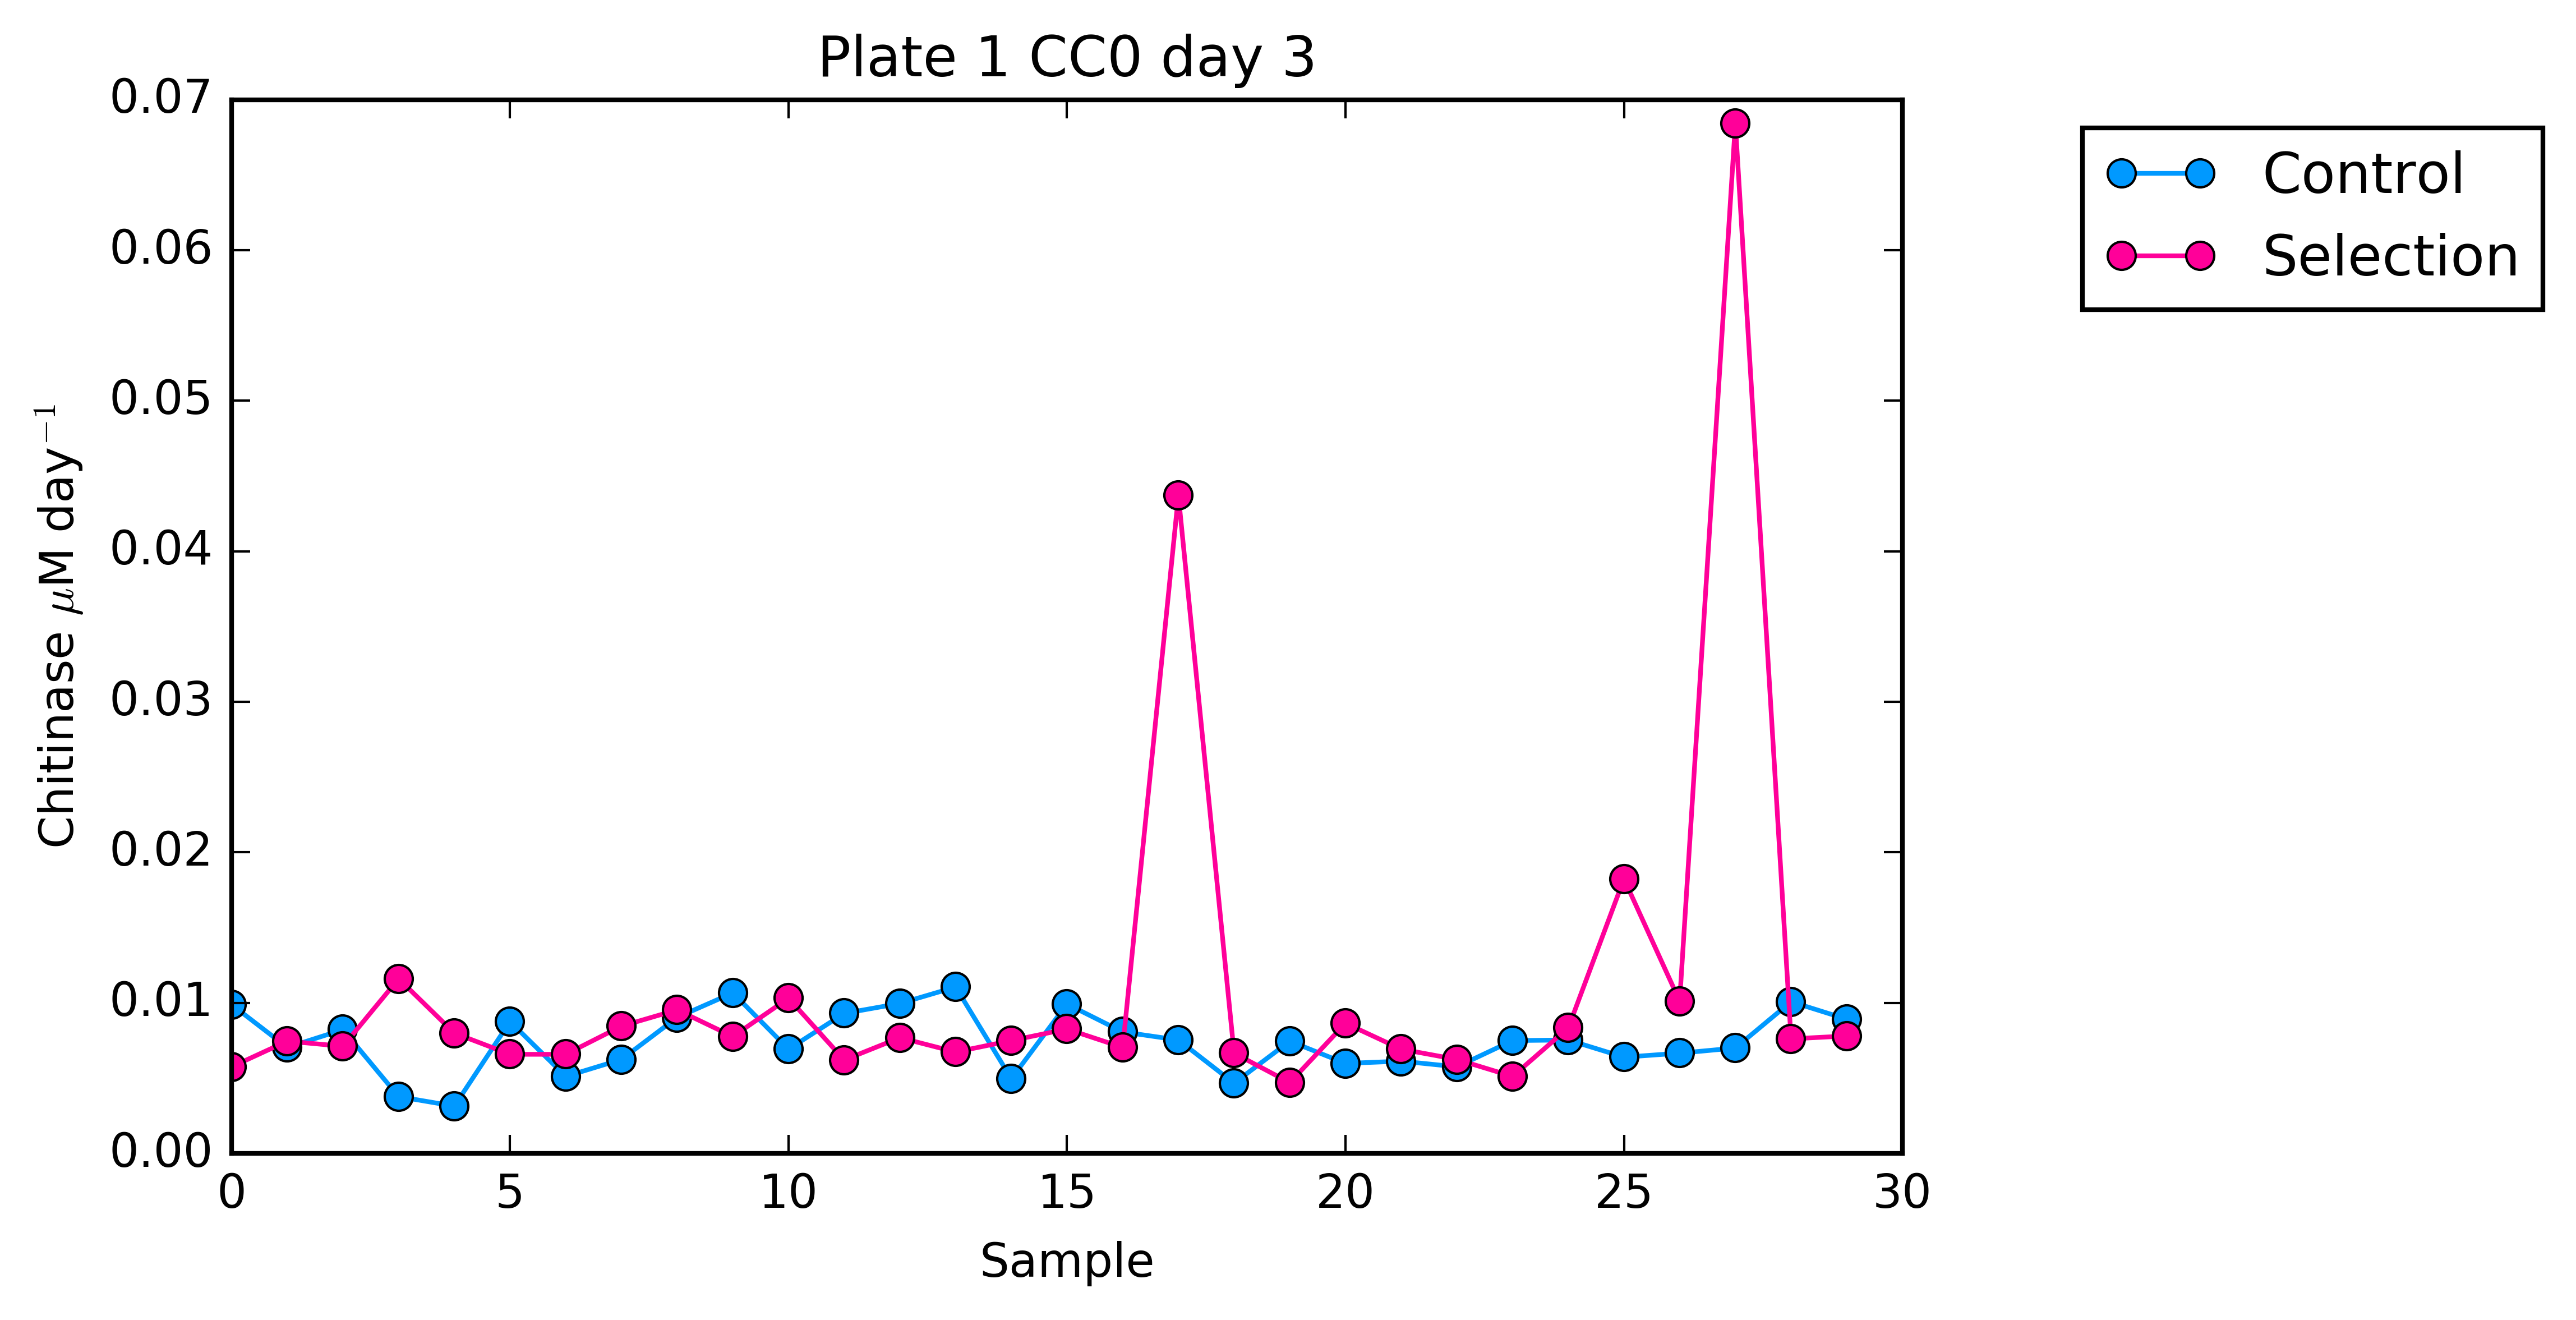 Plate 1 CC0 day 3
0.07
0.06
0.05
0.04
0.03
0.02
0.01
0.00
Chitinase μM day⁻¹
0 5 10 15 20 25 30
Sample
Control
Selection